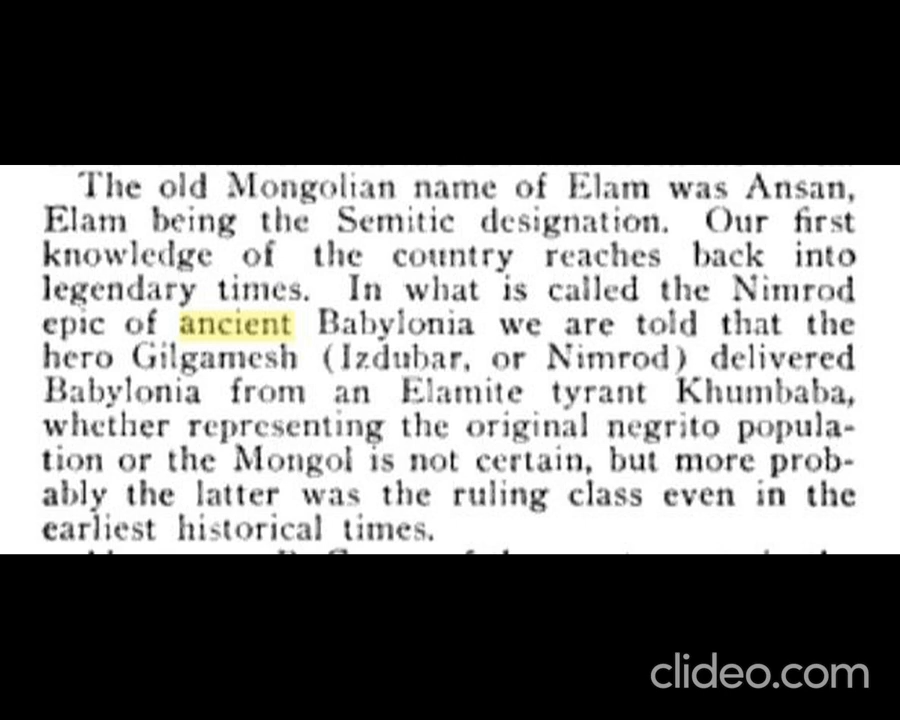 The old Mongolian name of Elam was Ansan,
Elam being the Semitic designation. Our first
knowledge of the country reaches back into
legendary times. In what is called the Nimrod
epic of ancient Babylonia we are told that the
hero Gilgamesh (Izdubar, or Nimrod) delivered
Babylonia from an Elamite tyrant Khumbaba,
whether representing the original negrito popula-
tion or the Mongol is not certain, but more prob-
ably the latter was the ruling class even in the
earliest historical times.
clideo.com